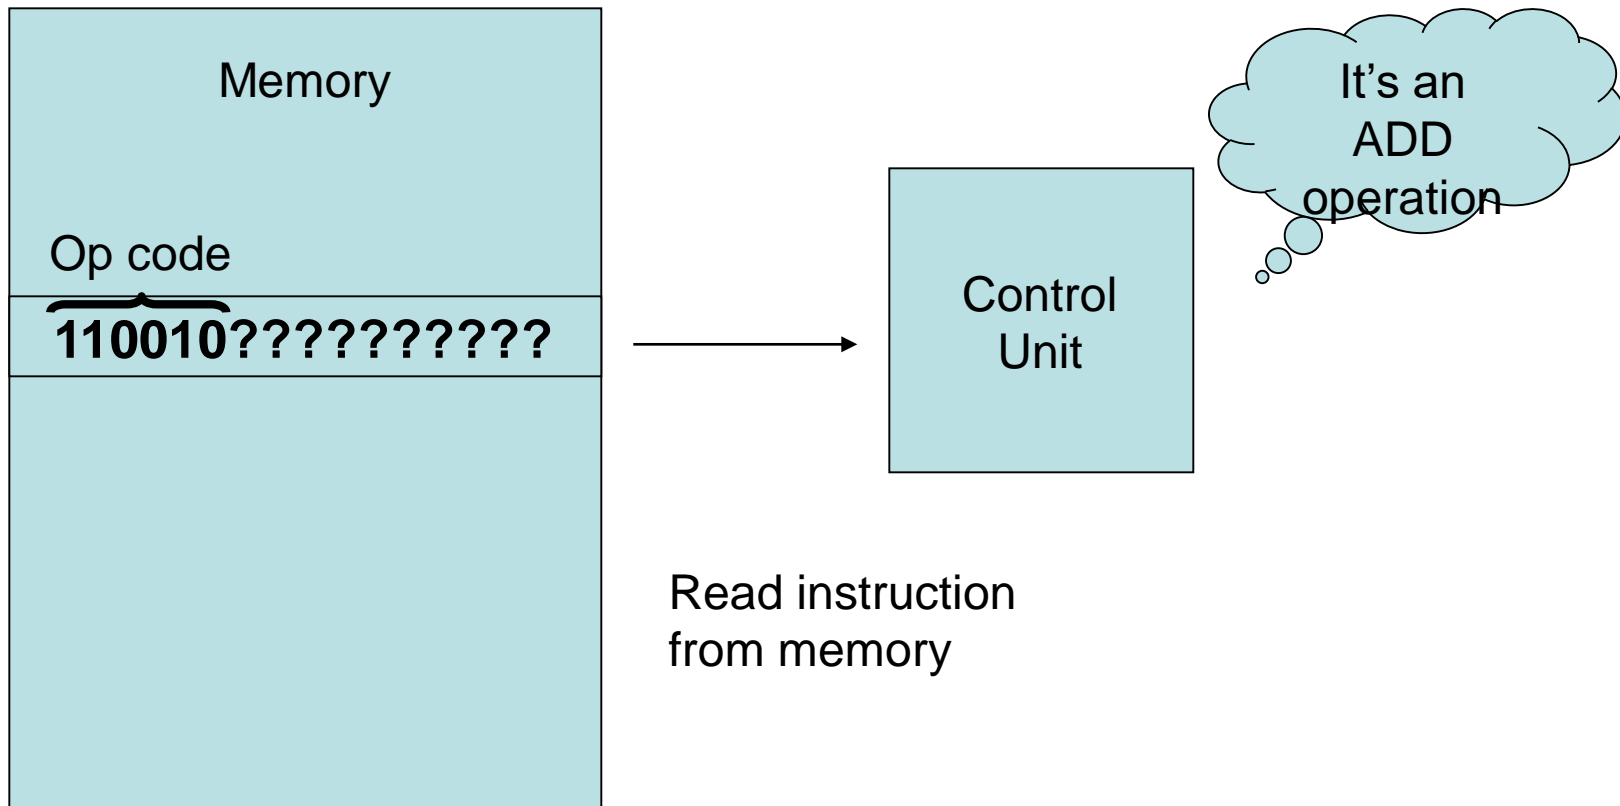 Memory
Op code
110010??????????
Control
Unit
It’s an
ADD
operation
Read instruction
from memory